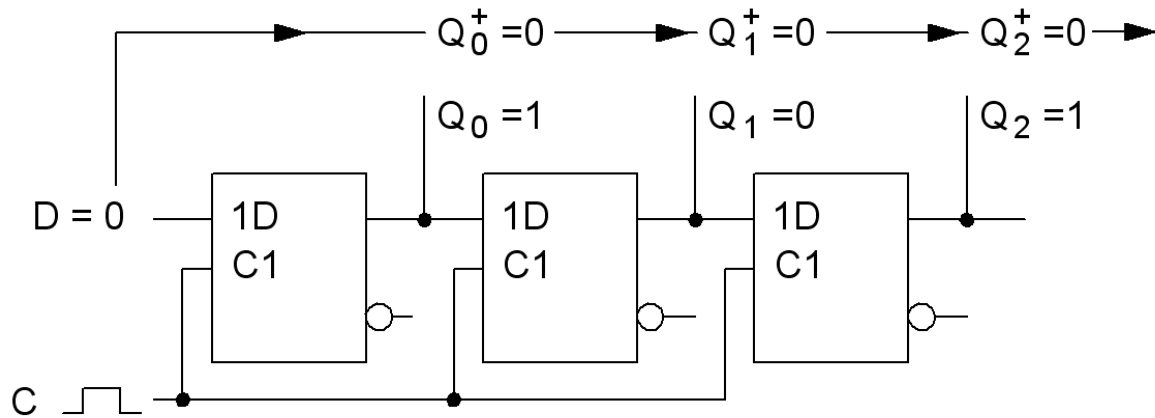 Q₀⁺ =0 Q₁⁺ =0 Q₂⁺ =0
Q₀ =1 Q₁ =0 Q₂ =1
D = 0 1D 1D 1D
C1 C1 C1
C